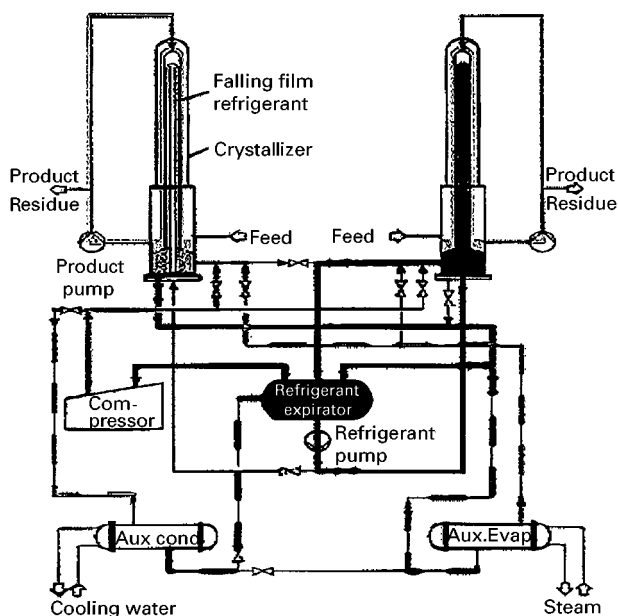 Falling film
refrigerant
Crystallizer
Product
Residue
Product
Residue
Feed
Feed
Product
pump
Com-
pressor
Refrigerant
expirator
Refrigerant
pump
Aux cond
Aux.Evap
Cooling water
Steam